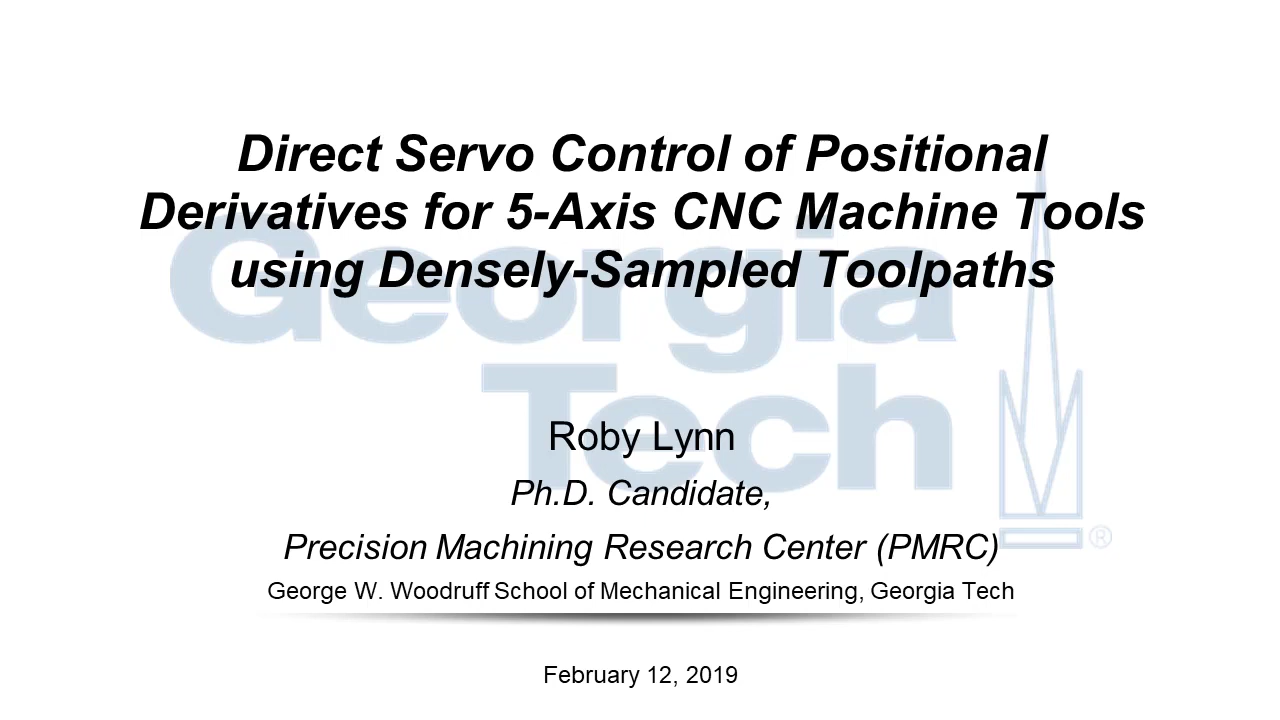 Direct Servo Control of Positional
Derivatives for 5-Axis CNC Machine Tools
using Densely-Sampled Toolpaths
Georgia
Tech
®
Roby Lynn
Ph.D. Candidate,
Precision Machining Research Center (PMRC)
George W. Woodruff School of Mechanical Engineering, Georgia Tech
February 12, 2019